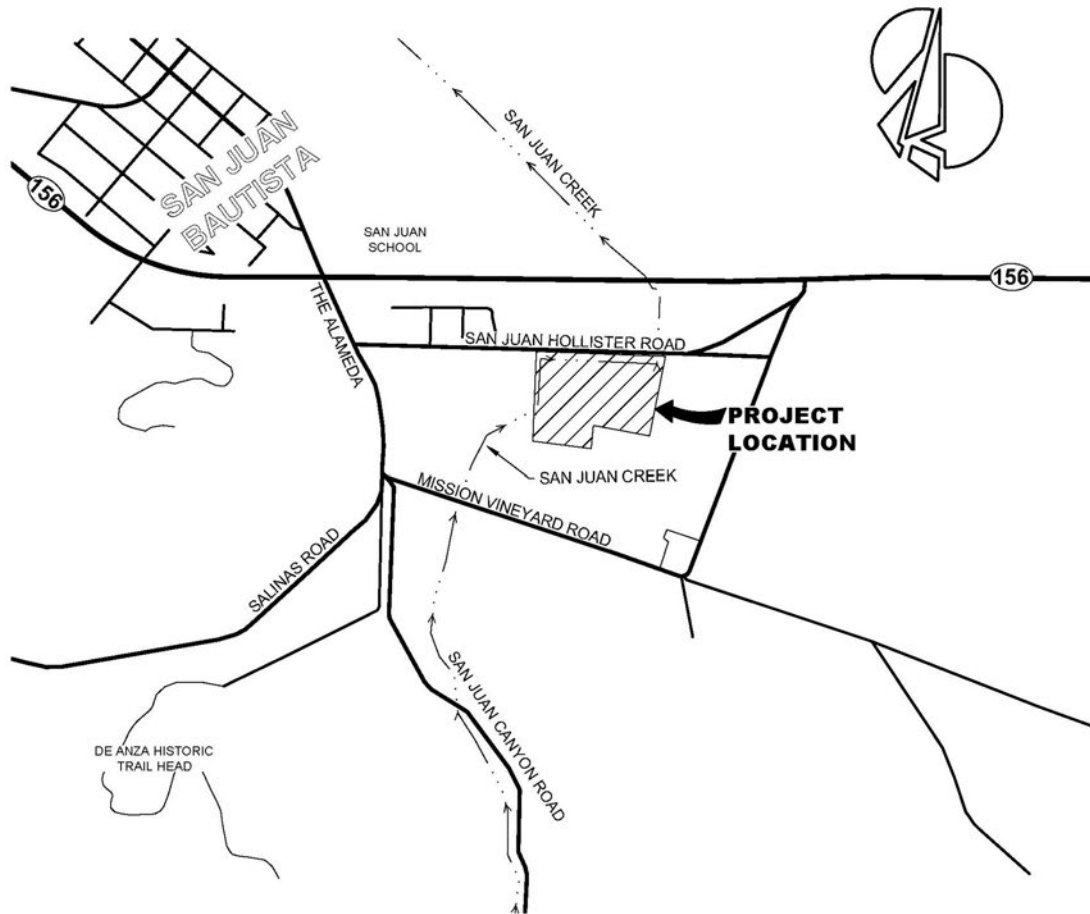 SAN JUAN
BAUTISTA
156
SAN JUAN CREEK
SAN JUAN
SCHOOL
156
THE ALAMEDA
SAN JUAN HOLLISTER ROAD
PROJECT
LOCATION
SAN JUAN CREEK
MISSION VINEYARD ROAD
SALINAS ROAD
SAN JUAN CANYON ROAD
DE ANZA HISTORIC
TRAIL HEAD